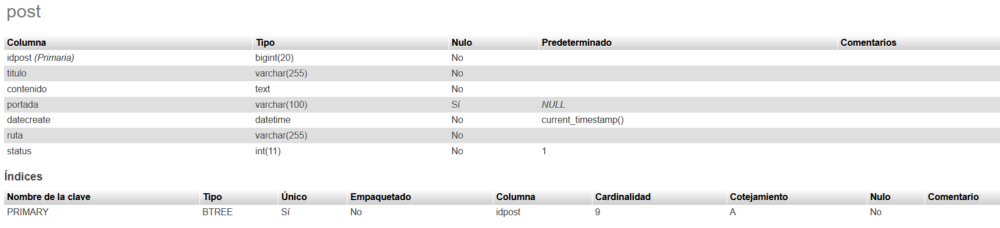 post
Columna Tipo Nulo Predeterminado Comentarios
idpost (Primaria) bigint(20) No
titulo varchar(255) No
contenido text No
portada varchar(100) Sí NULL
datecreate datetime No current_timestamp()
ruta varchar(255) No
status int(11) No 1
Índices
Nombre de la clave Tipo Único Empaquetado Columna Cardinalidad Cotejamiento Nulo Comentario
PRIMARY BTREE Sí No idpost 9 A No